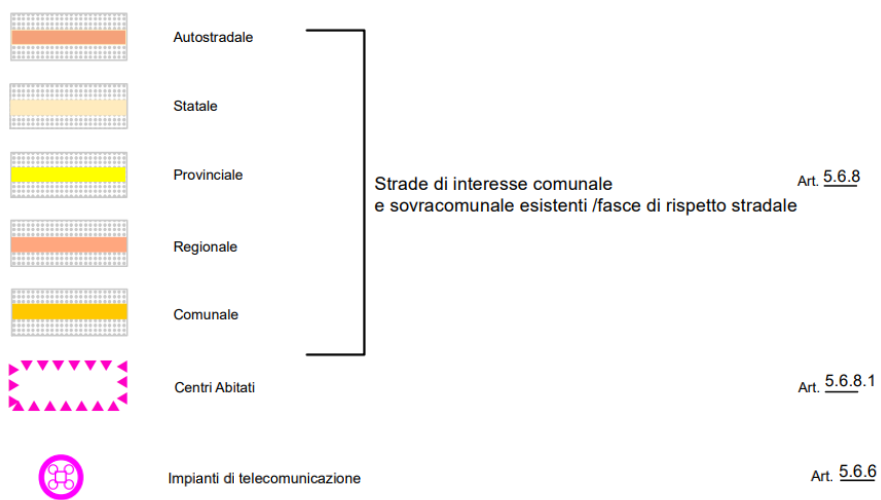 Autostradale
Statale
Provinciale
Strade di interesse comunale
e sovracomunale esistenti /fasce di rispetto stradale
Art. 5.6.8
Regionale
Comunale
Centri Abitati
Art. 5.6.8.1
Impianti di telecomunicazione
Art. 5.6.6